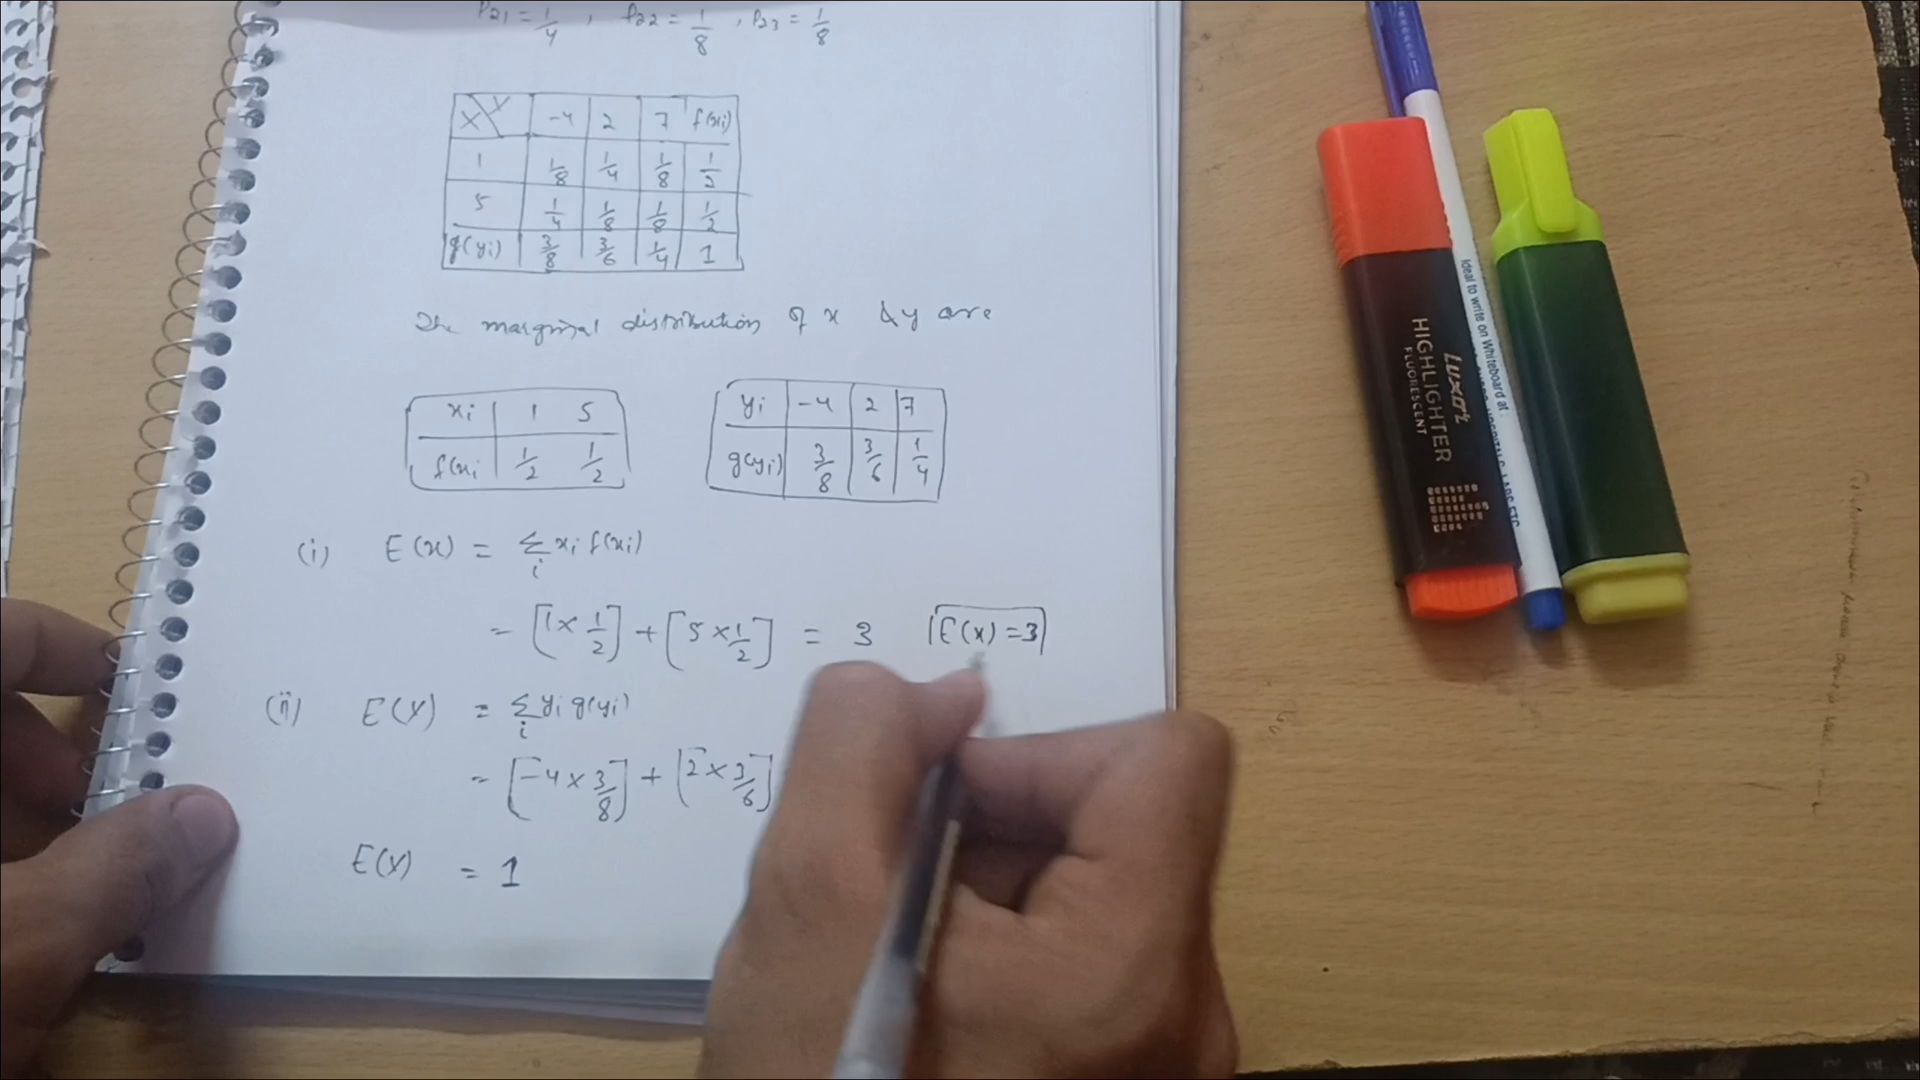 P21 = 1/4 , P22 = 1/8 , P23 = 1/8
X Y -4 2 7 f(xi)
1 1/8 1/4 1/8 1/2
5 1/4 1/8 1/8 1/2
g(yi) 3/8 3/6 1/4 1
The marginal distribution of x & y are
xi 1 5
f(xi 1/2 1/2
yi -4 2 7
g(yi) 3/8 3/6 1/4
(i) E(x) = Σi xi f(xi)
= [1 × 1/2] + [5 × 1/2] = 3 E(x) = 3
(ii) E(Y) = Σi yi g(yi)
= [-4 × 3/8] + [2 × 3/6]
E(Y) = 1
Luxor
HIGHLIGHTER
FLUORESCENT
Ideal to write on Whiteboard at